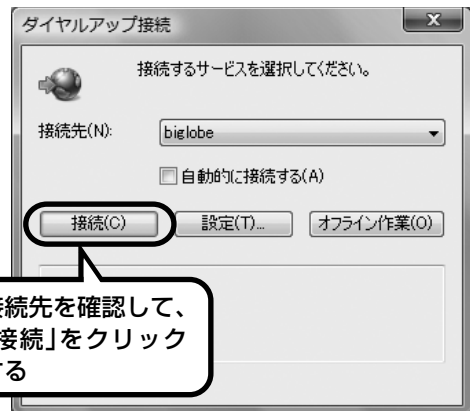 ダイヤルアップ接続
X
接続するサービスを選択してください。
接続先(N):
biglobe
自動的に接続する(A)
接続(C)
設定(T)...
オフライン作業(O)
接続先を確認して、
接続」をクリック
する